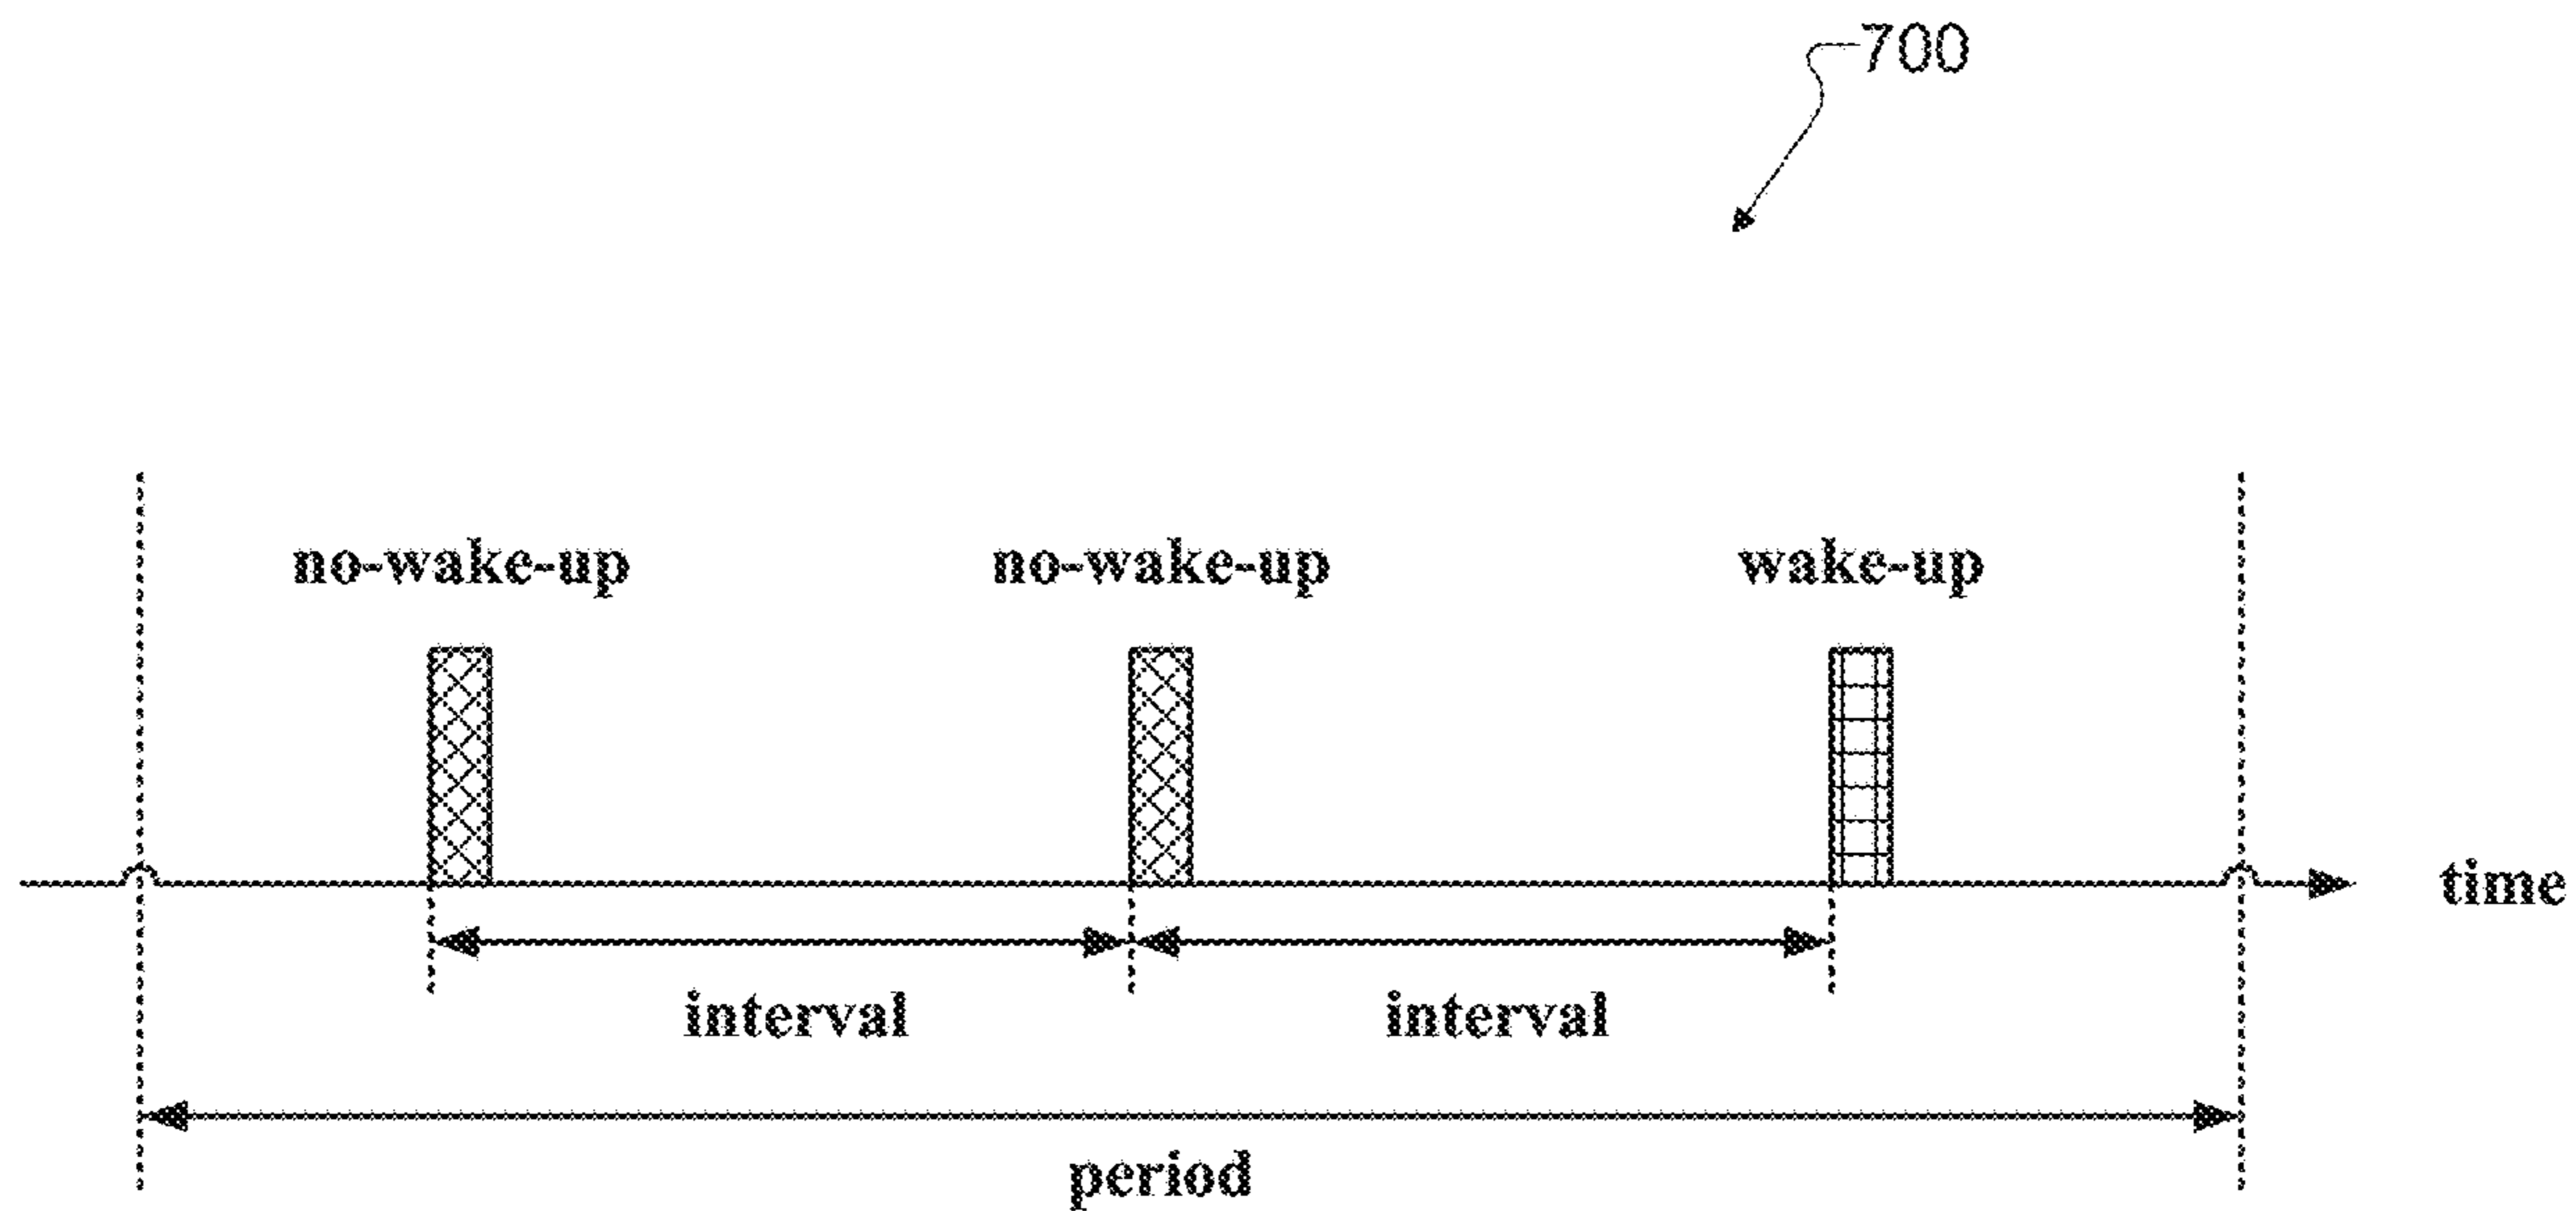 700
no-wake-up no-wake-up wake-up
time
interval interval
period